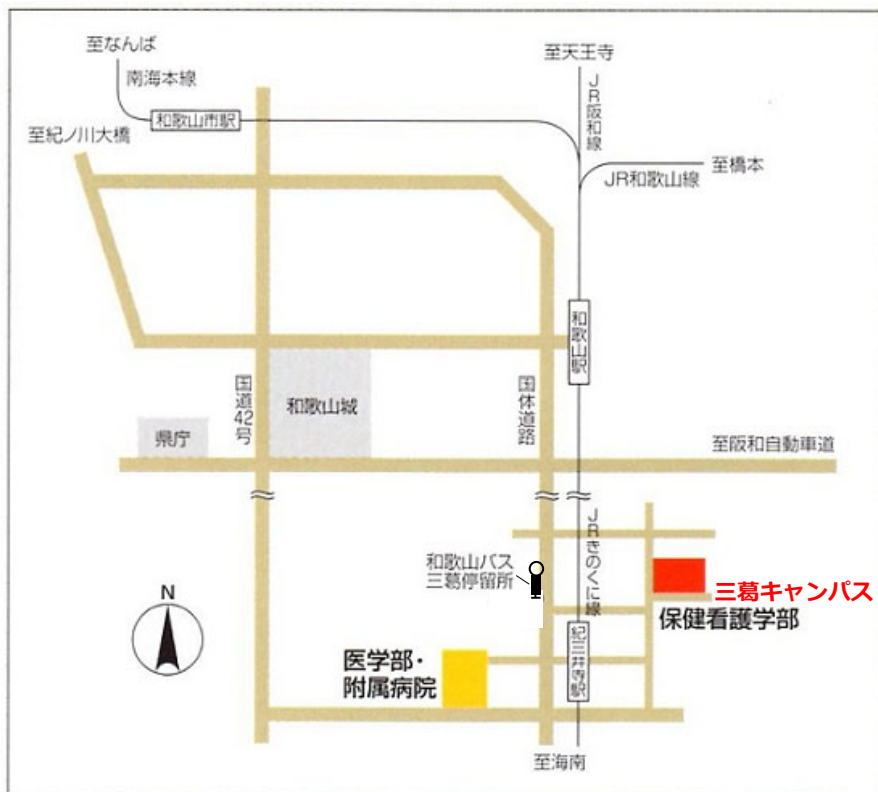 至なんば
南海本線
和歌山市駅
至紀ノ川大橋
至天王寺
JR阪和線
至橋本
JR和歌山線
和歌山駅
国道42号
和歌山城
国体道路
県庁
至阪和自動車道
JRきのくに線
和歌山バス
三葛停留所
三葛キャンパス
保健看護学部
N
医学部・
附属病院
紀三井寺駅
至海南